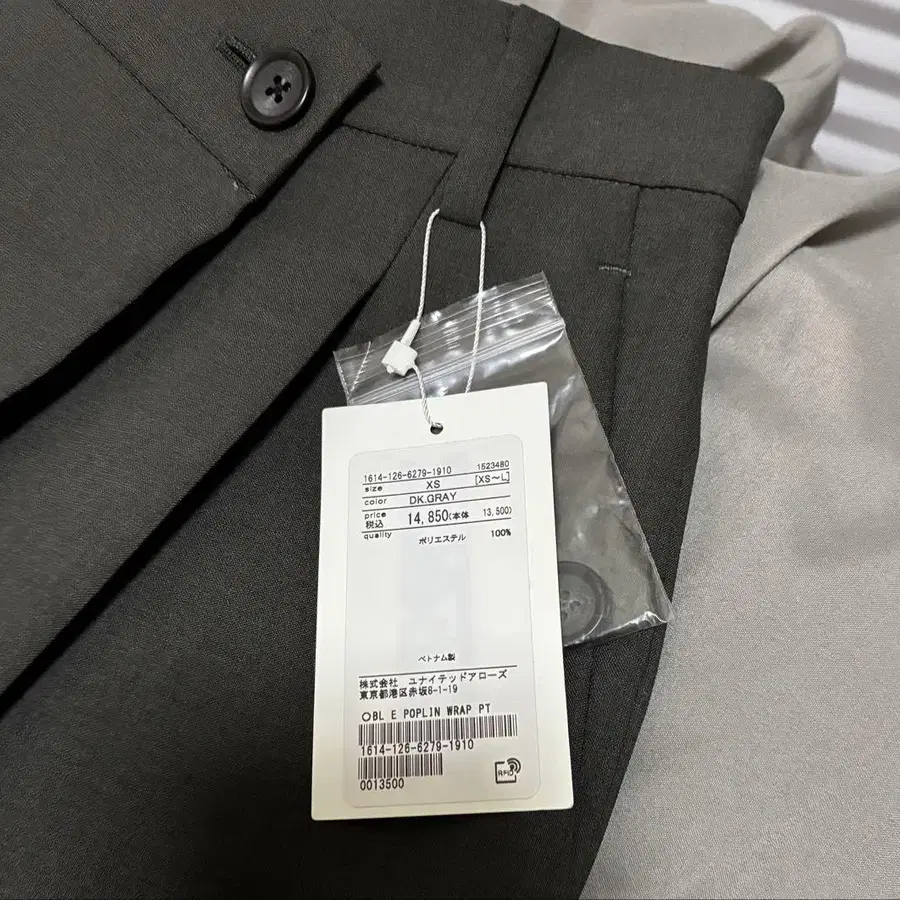 1614-126-6279-1910 1523480
size XS [XS～L]
color DK.GRAY
price 税込 14,850(本体 13,500)
quality ポリエステル 100%
ベトナム製
株式会社 ユナイテッドアローズ
東京都港区赤坂8-1-19
〇BL E POPLIN WRAP PT
1614-126-6279-1910
0013500
RFID